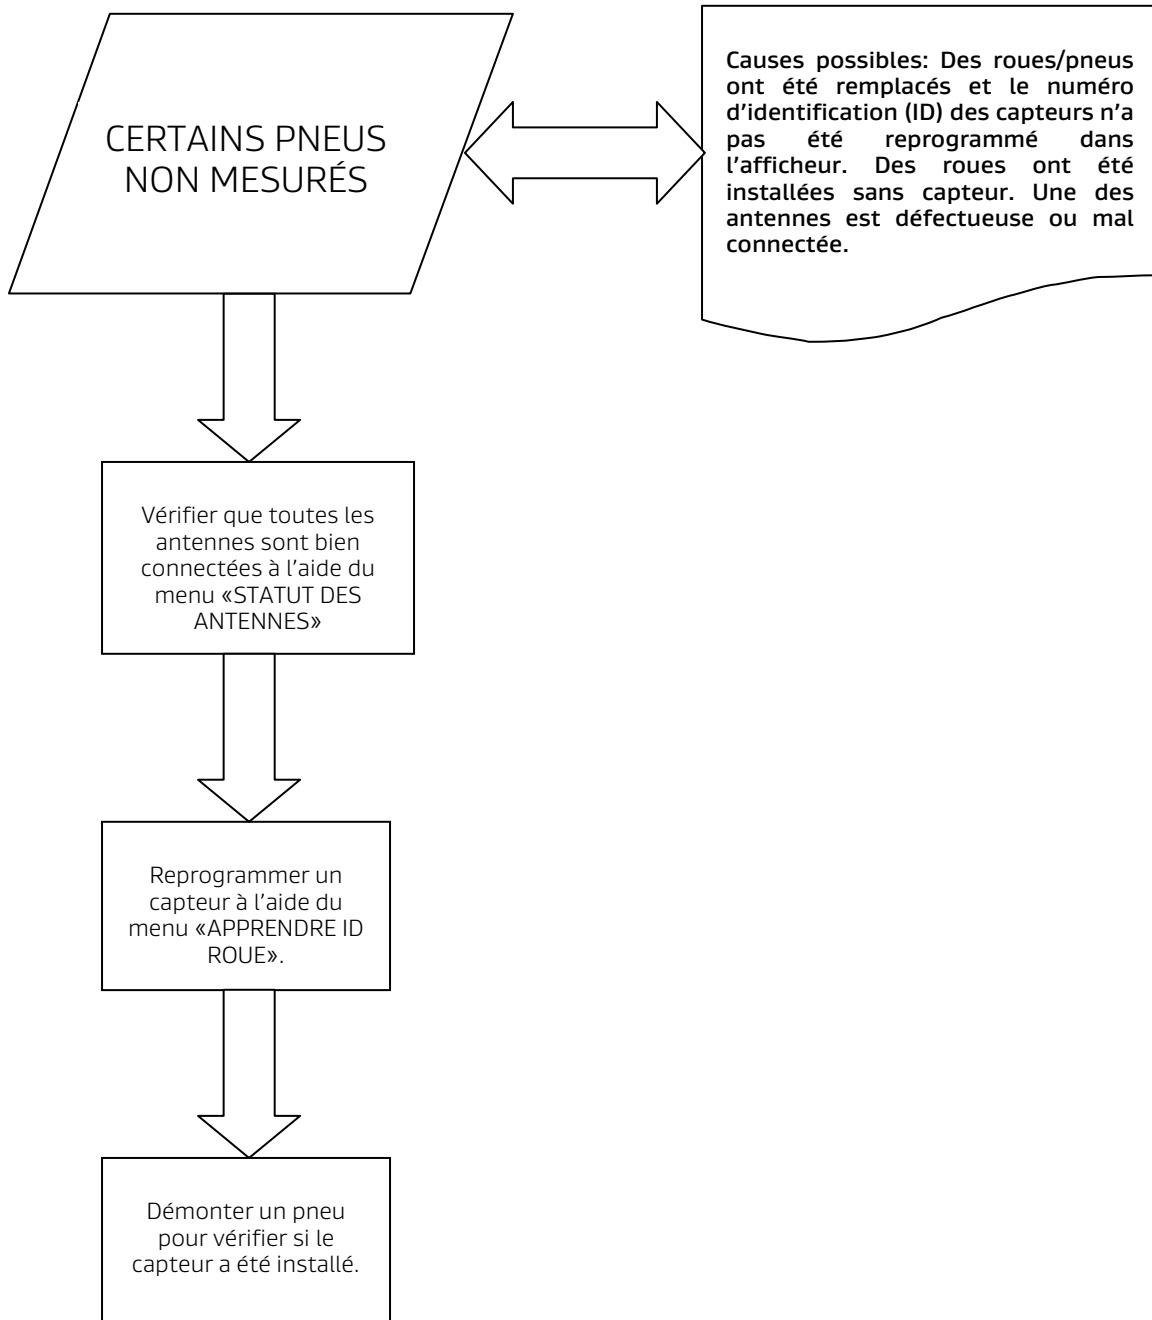 CERTAINS PNEUS
NON MESURÉS
Causes possibles: Des roues/pneus
ont été remplacés et le numéro
d'identification (ID) des capteurs n'a
pas été reprogrammé dans
l'afficheur. Des roues ont été
installées sans capteur. Une des
antennes est défectueuse ou mal
connectée.
Vérifier que toutes les
antennes sont bien
connectées à l'aide du
menu «STATUT DES
ANTENNES»
Reprogrammer un
capteur à l'aide du
menu «APPRENDRE ID
ROUE».
Démonter un pneu
pour vérifier si le
capteur a été installé.